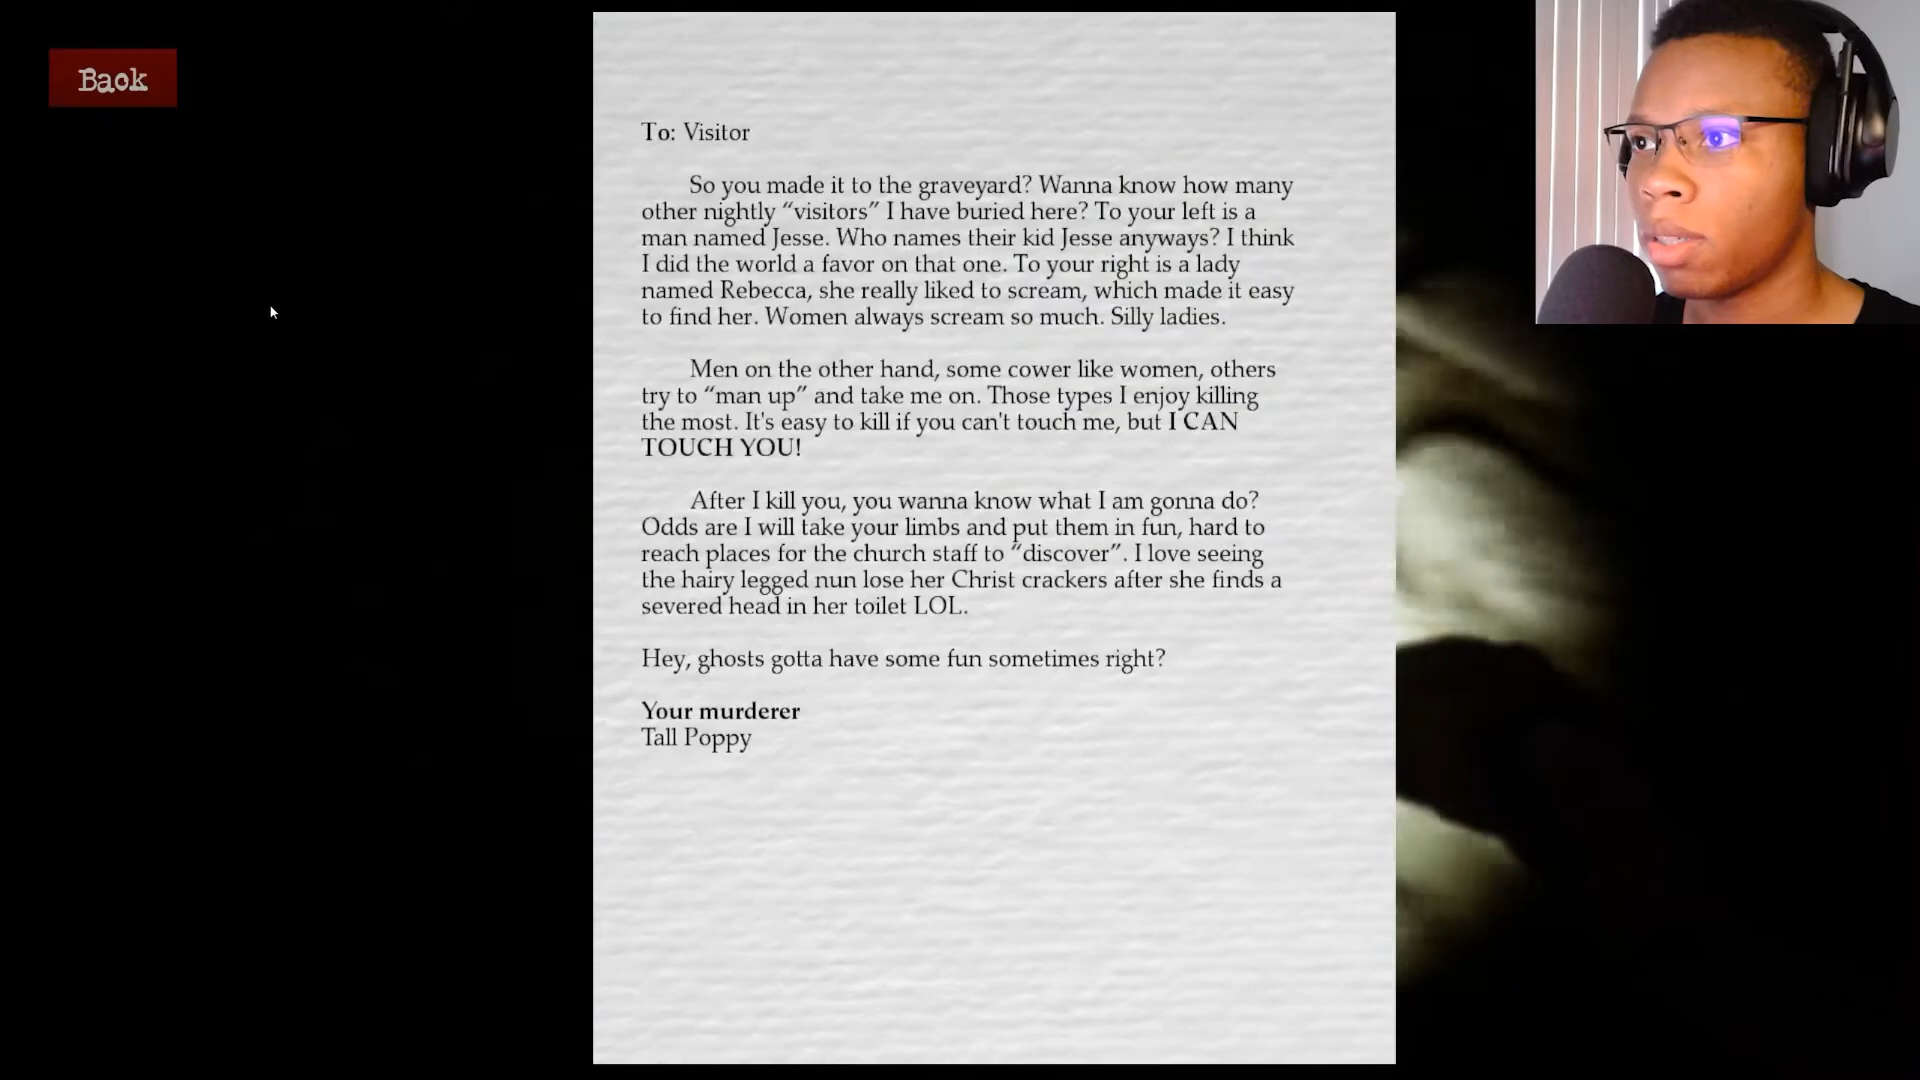 Back
To: Visitor
So you made it to the graveyard? Wanna know how many
other nightly “visitors” I have buried here? To your left is a
man named Jesse. Who names their kid Jesse anyways? I think
I did the world a favor on that one. To your right is a lady
named Rebecca, she really liked to scream, which made it easy
to find her. Women always scream so much. Silly ladies.
Men on the other hand, some cower like women, others
try to “man up” and take me on. Those types I enjoy killing
the most. It's easy to kill if you can't touch me, but I CAN
TOUCH YOU!
After I kill you, you wanna know what I am gonna do?
Odds are I will take your limbs and put them in fun, hard to
reach places for the church staff to “discover”. I love seeing
the hairy legged nun lose her Christ crackers after she finds a
severed head in her toilet LOL.
Hey, ghosts gotta have some fun sometimes right?
Your murderer
Tall Poppy